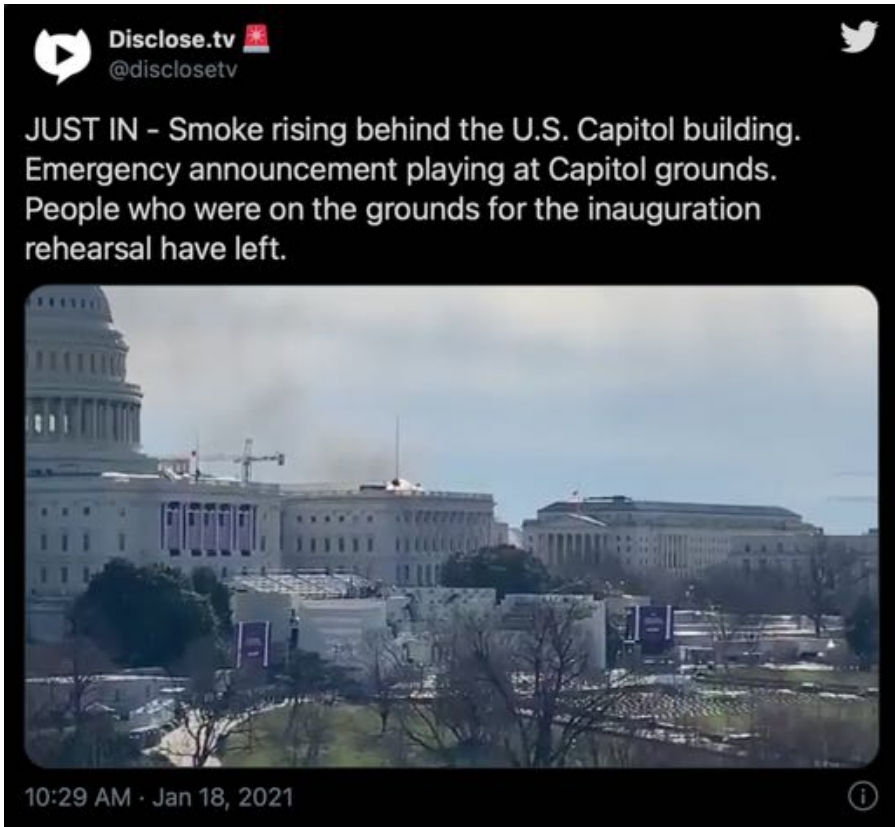 Disclose.tv 🚨
@disclosetv
JUST IN - Smoke rising behind the U.S. Capitol building.
Emergency announcement playing at Capitol grounds.
People who were on the grounds for the inauguration
rehearsal have left.
10:29 AM · Jan 18, 2021